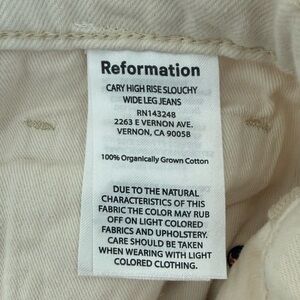 Reformation
CARY HIGH RISE SLOUCHY
WIDE LEG JEANS
RN143248
2263 E VERNON AVE.
VERNON, CA 90058
100% Organically Grown Cotton
DUE TO THE NATURAL
CHARACTERISTICS OF THIS
FABRIC THE COLOR MAY RUB
OFF ON LIGHT COLORED
FABRICS AND UPHOLSTERY.
CARE SHOULD BE TAKEN
WHEN WEARING WITH LIGHT
COLORED CLOTHING.